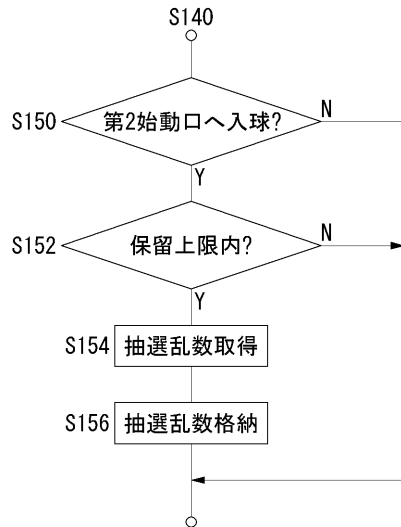 S140
S150
第2始動口へ入球?
N
Y
S152
保留上限内?
N
Y
S154
抽選乱数取得
S156
抽選乱数格納